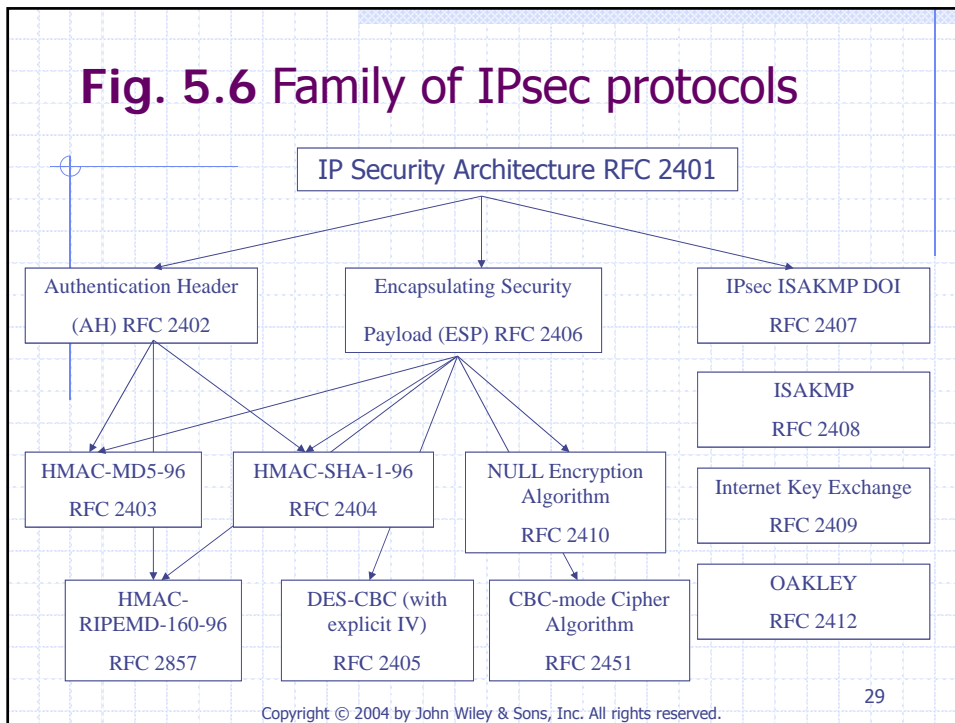 Fig. 5.6 Family of IPsec protocols
IP Security Architecture RFC 2401
Authentication Header
(AH) RFC 2402
Encapsulating Security
Payload (ESP) RFC 2406
IPsec ISAKMP DOI
RFC 2407
ISAKMP
RFC 2408
HMAC-MD5-96
RFC 2403
HMAC-SHA-1-96
RFC 2404
NULL Encryption
Algorithm
RFC 2410
Internet Key Exchange
RFC 2409
HMAC-
RIPEMD-160-96
RFC 2857
DES-CBC (with
explicit IV)
RFC 2405
CBC-mode Cipher
Algorithm
RFC 2451
OAKLEY
RFC 2412
29
Copyright © 2004 by John Wiley & Sons, Inc. All rights reserved.